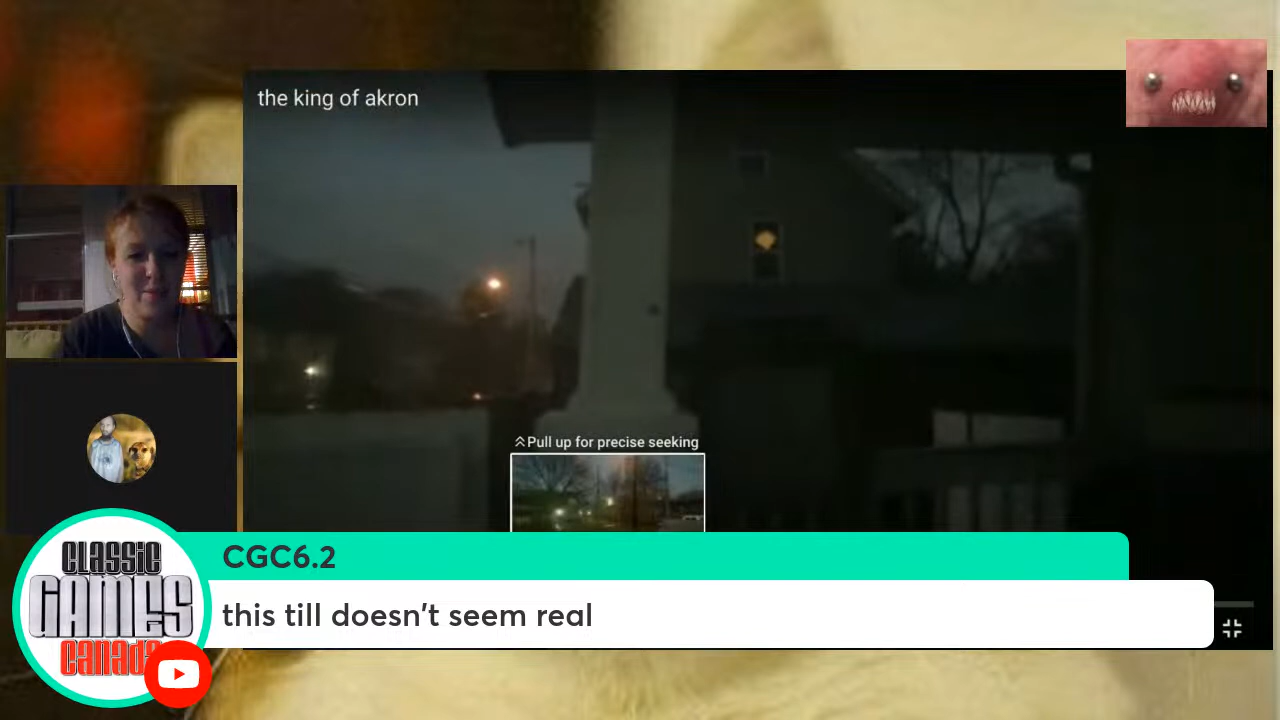 the king of akron
Pull up for precise seeking
CLASSIC
GAMES
Canada
CGC6.2
this till doesn't seem real